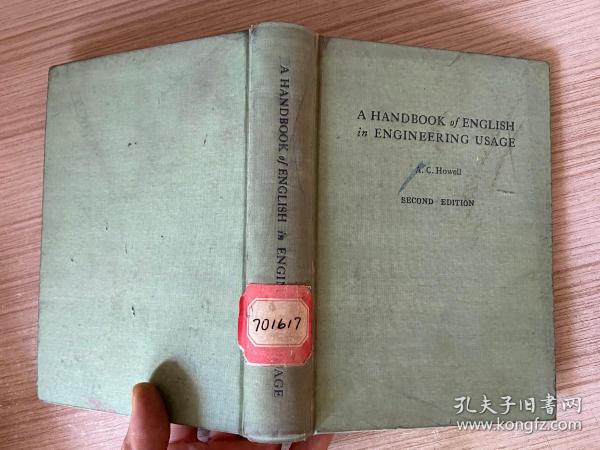 A HANDBOOK of ENGLISH in ENGIN
AGE
701617
A HANDBOOK of ENGLISH
in ENGINEERING USAGE
A. C. Howell
SECOND EDITION
孔夫子旧书网
www.kongfz.com